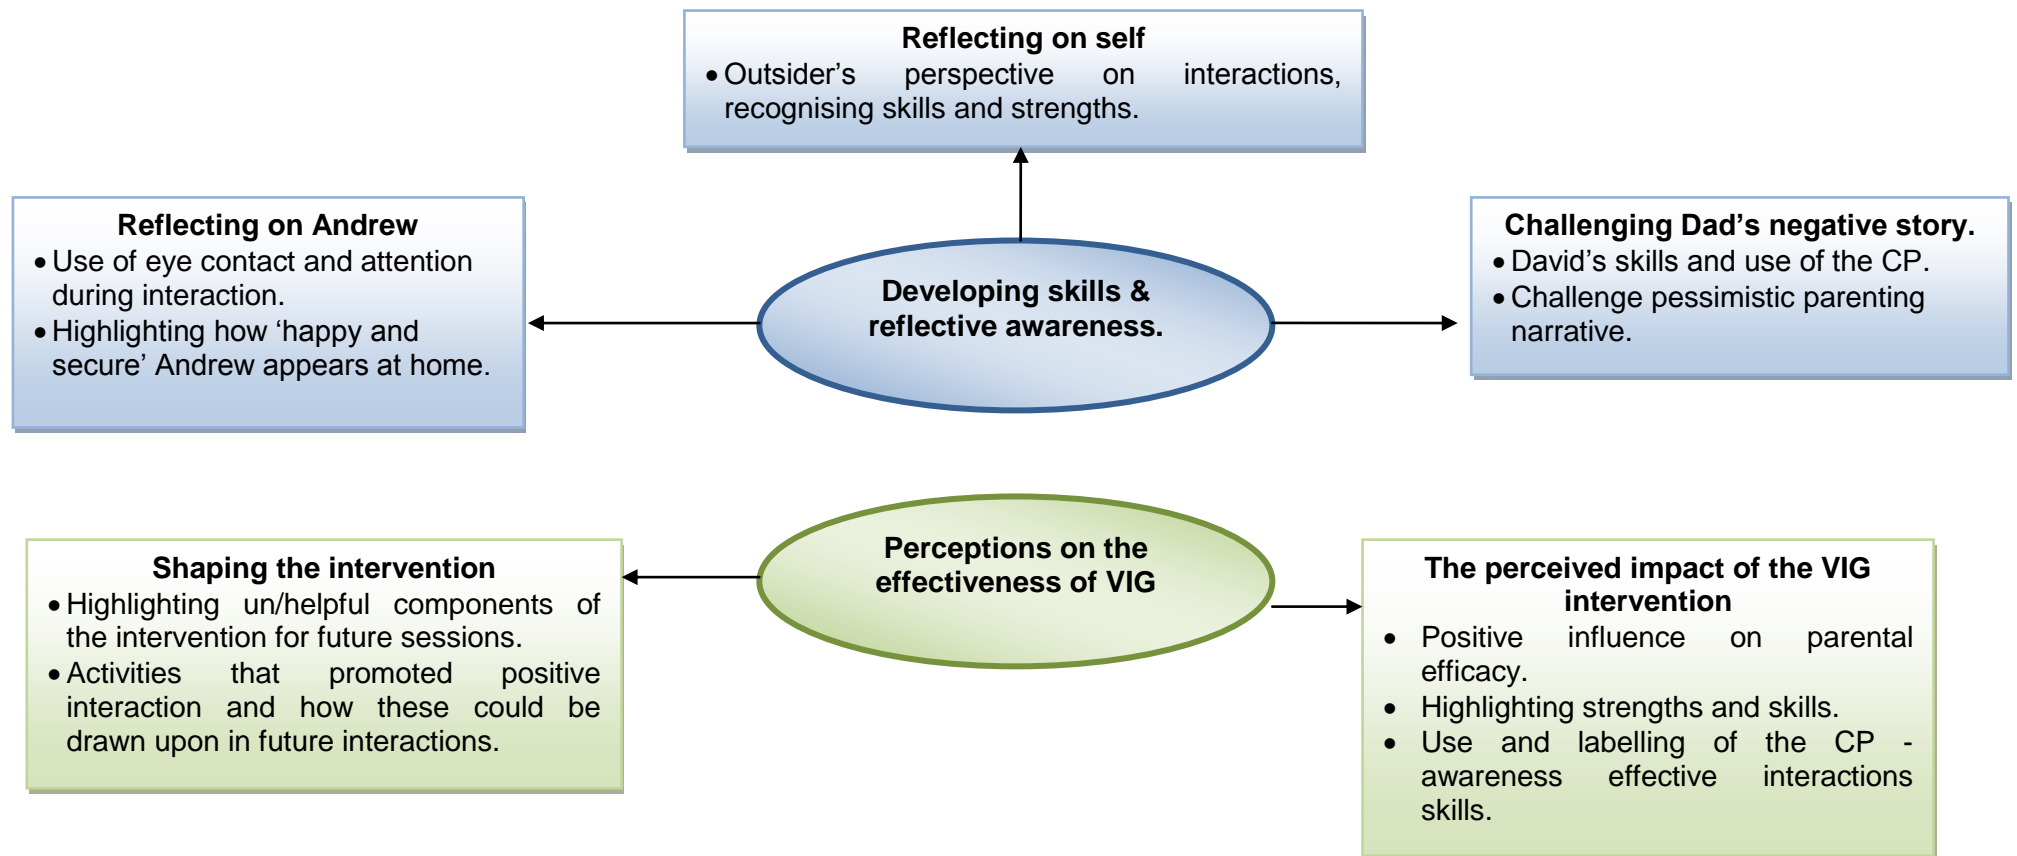 Reflecting on self
• Outsider’s perspective on interactions,
recognising skills and strengths.
Reflecting on Andrew
• Use of eye contact and attention
during interaction.
• Highlighting how ‘happy and
secure’ Andrew appears at home.
Developing skills &
reflective awareness.
Challenging Dad’s negative story.
• David’s skills and use of the CP.
• Challenge pessimistic parenting
narrative.
Shaping the intervention
• Highlighting un/helpful components of
the intervention for future sessions.
• Activities that promoted positive
interaction and how these could be
drawn upon in future interactions.
Perceptions on the
effectiveness of VIG
The perceived impact of the VIG
intervention
• Positive influence on parental
efficacy.
• Highlighting strengths and skills.
• Use and labelling of the CP -
awareness effective interactions
skills.